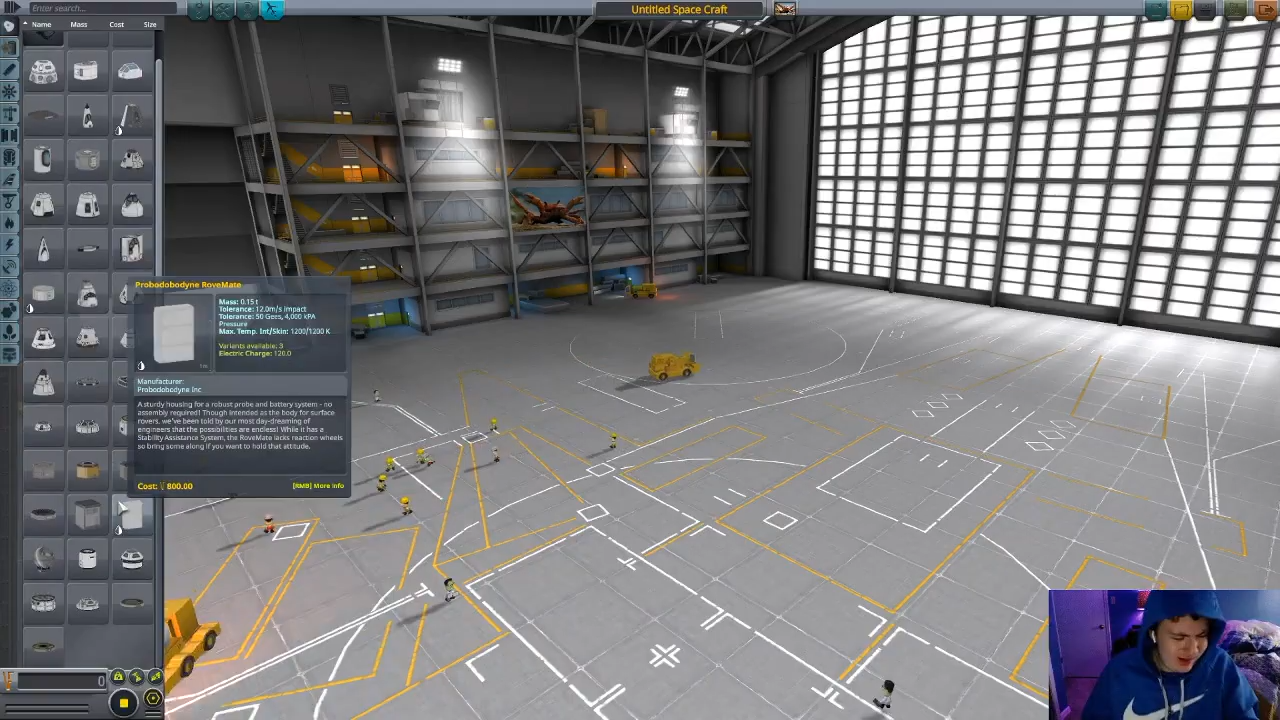 Enter search...
Untitled Space Craft
Name Mass Cost Size
Probodobodyne RoveMate
Mass: 0.15 t
Tolerance: 12.0m/s Impact
Tolerance: 50 Gees, 4,000 kPA
Pressure
Max. Temp. Int/Skin: 1200/1200 K
Variants available: 3
Electric Charge: 120.0
1m
Manufacturer:
Probodobodyne Inc
A sturdy housing for a robust probe and battery system - no
assembly required! Though intended as the body for surface
rovers, we've been told by our most day-dreaming of
engineers that the possibilities are endless! While it has a
Stability Assistance System, the RoveMate lacks reaction wheels
so bring some along if you want to hold that attitude.
Cost: 800.00
[RMB] More Info
0